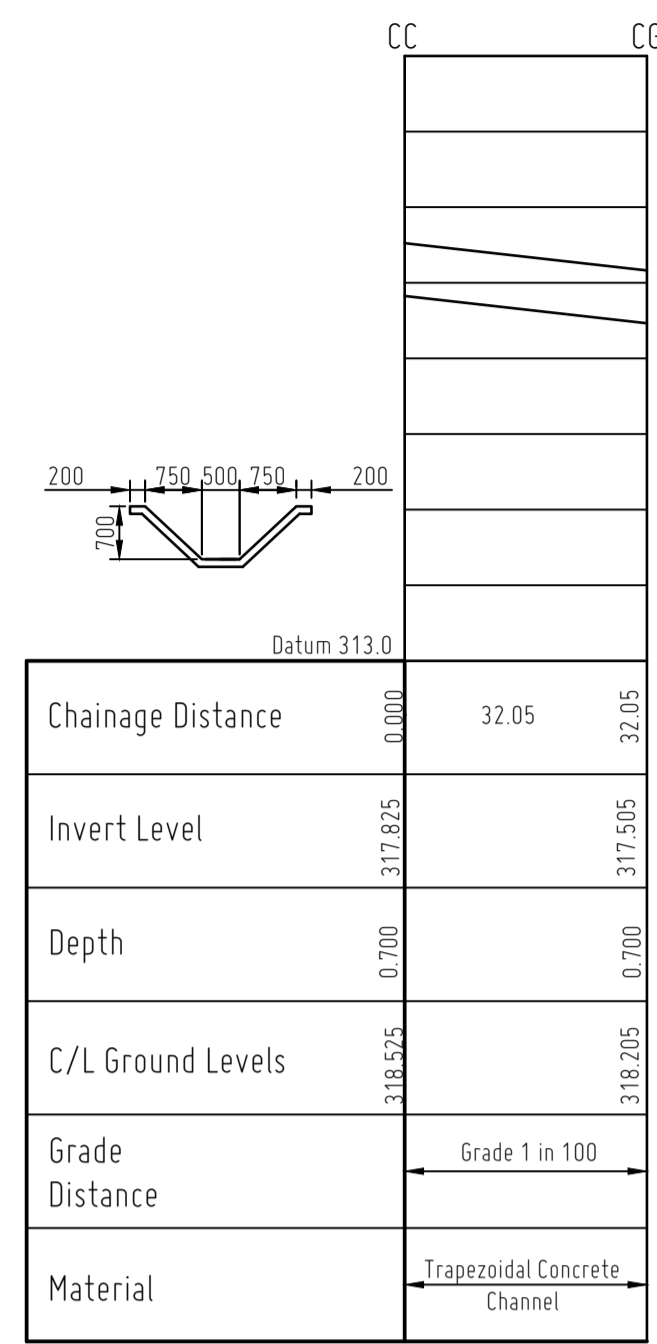 CC
200 750 500 750 200
700
Datum 313.0
Chainage Distance 0.000 32.05 32.05
Invert Level 317.825 317.505
Depth 0.700 0.700
C/L Ground Levels 318.525 318.205
Grade Grade 1 in 100
Distance
Material Trapezoidal Concrete
Channel